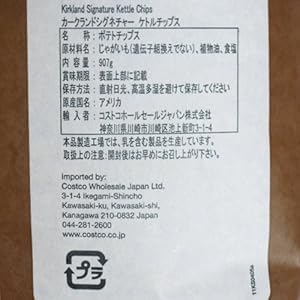 Kirkland Signature Kettle Chips
カークランドシグネチャー ケトルチップス
名称：ポテトチップス
原材料名：じゃがいも(遺伝子組換えでない)、植物油、食塩
内容量：907g
賞味期限：表面上部に記載
保存方法：直射日光、高温多湿を避けて保存してください
原産国名：アメリカ
輸入者：コストコホールセールジャパン株式会社
神奈川県川崎市川崎区池上新町3-1-4
本品製造工場では、乳を含む製品を生産しています。
取扱上の注意：開封後はお早めにお召し上がり下さい。
Imported by:
Costco Wholesale Japan Ltd.
3-1-4 Ikegami-Shincho
Kawasaki-ku, Kawasaki-shi,
Kanagawa 210-0832 Japan
044-281-2600
www.costco.co.jp
プラ